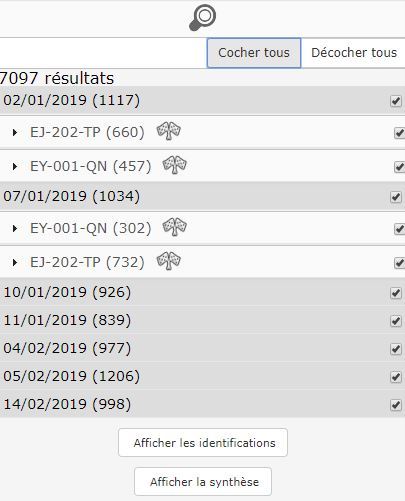 Cocher tous Décocher tous
7097 résultats
02/01/2019 (1117)
EJ-202-TP (660)
EY-001-QN (457)
07/01/2019 (1034)
EY-001-QN (302)
EJ-202-TP (732)
10/01/2019 (926)
11/01/2019 (839)
04/02/2019 (977)
05/02/2019 (1206)
14/02/2019 (998)
Afficher les identifications
Afficher la synthèse